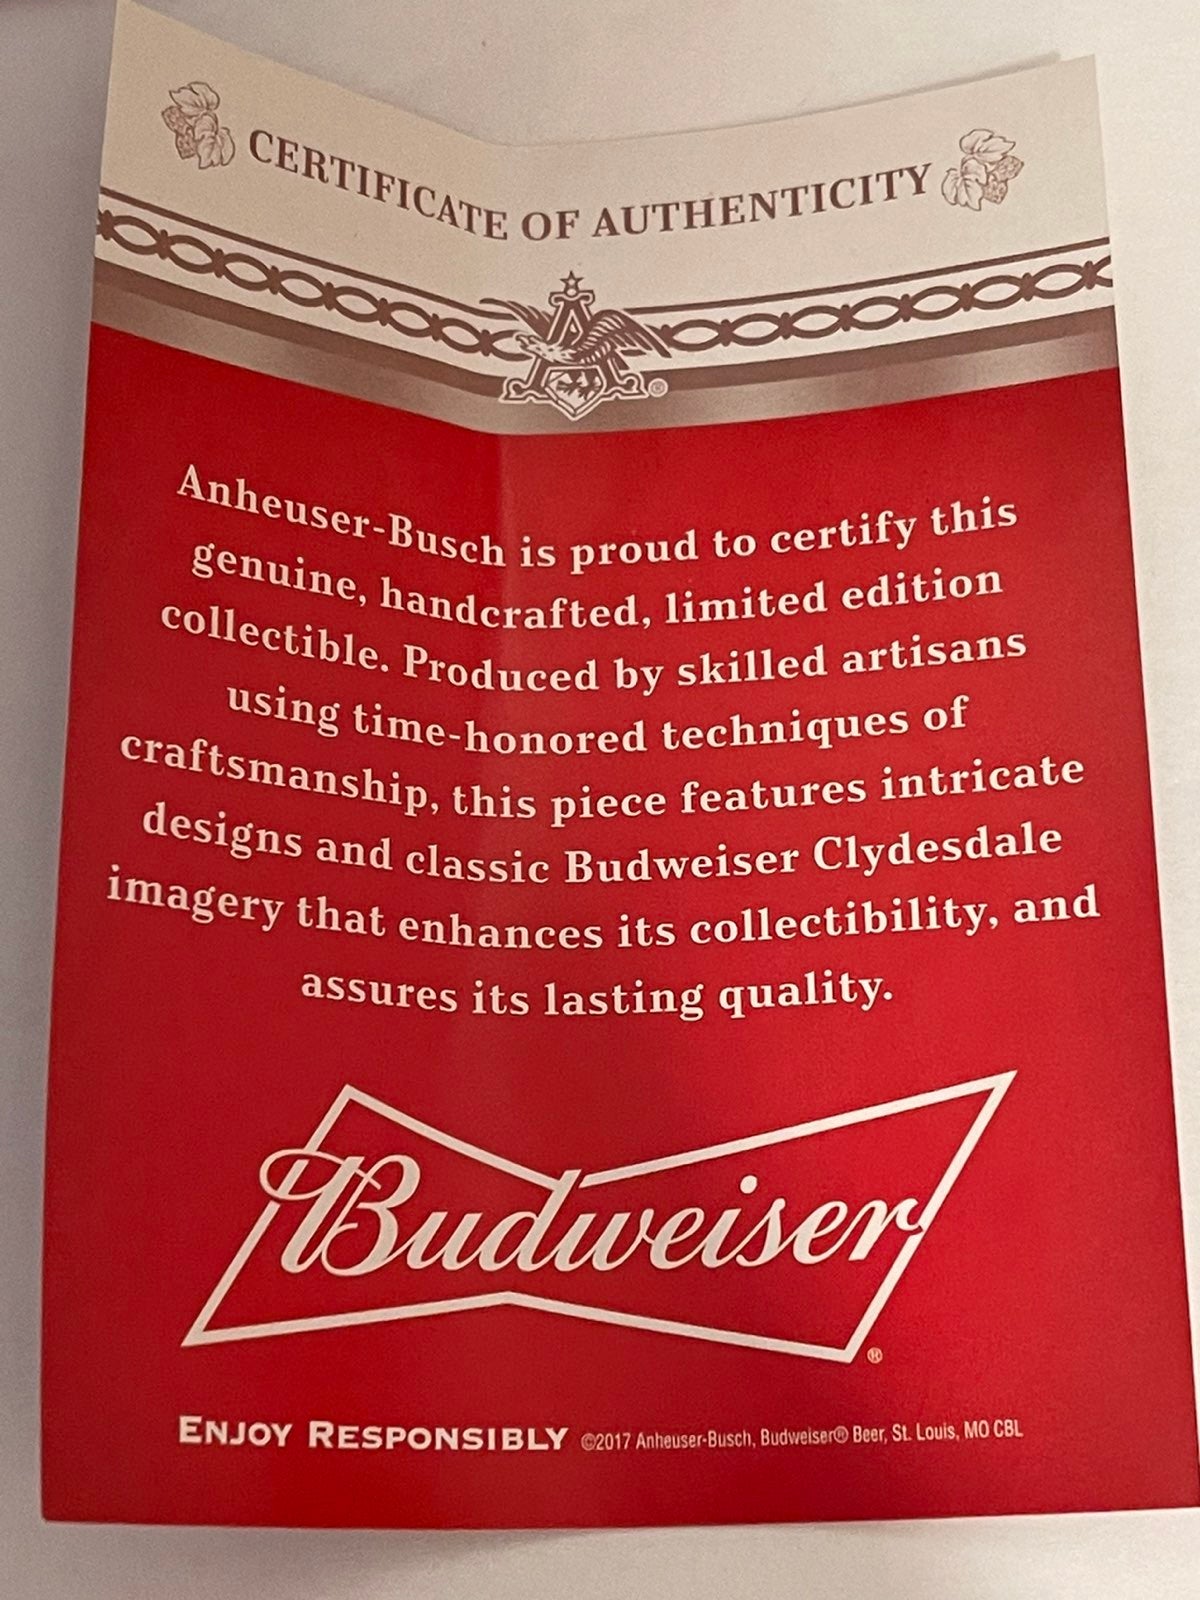 CERTIFICATE OF AUTHENTICITY
A
©
Anheuser-Busch is proud to certify this
genuine, handcrafted, limited edition
collectible. Produced by skilled artisans
using time-honored techniques of
craftsmanship, this piece features intricate
designs and classic Budweiser Clydesdale
imagery that enhances its collectibility, and
assures its lasting quality.
Budweiser
®
ENJOY RESPONSIBLY ©2017 Anheuser-Busch, Budweiser® Beer, St. Louis, MO CBL